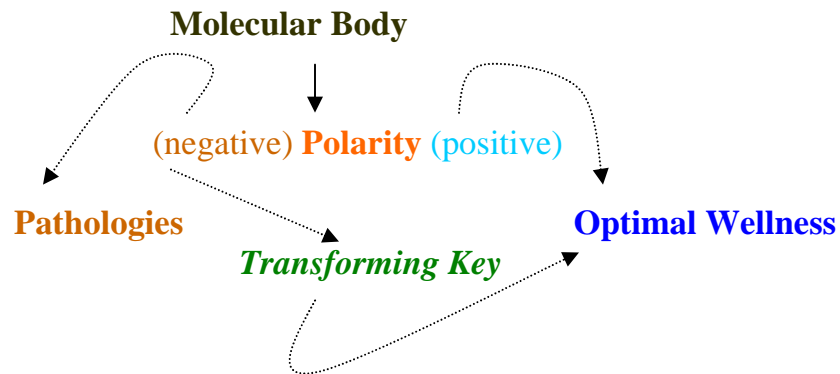 Molecular Body
(negative) Polarity (positive)
Pathologies
Optimal Wellness
Transforming Key